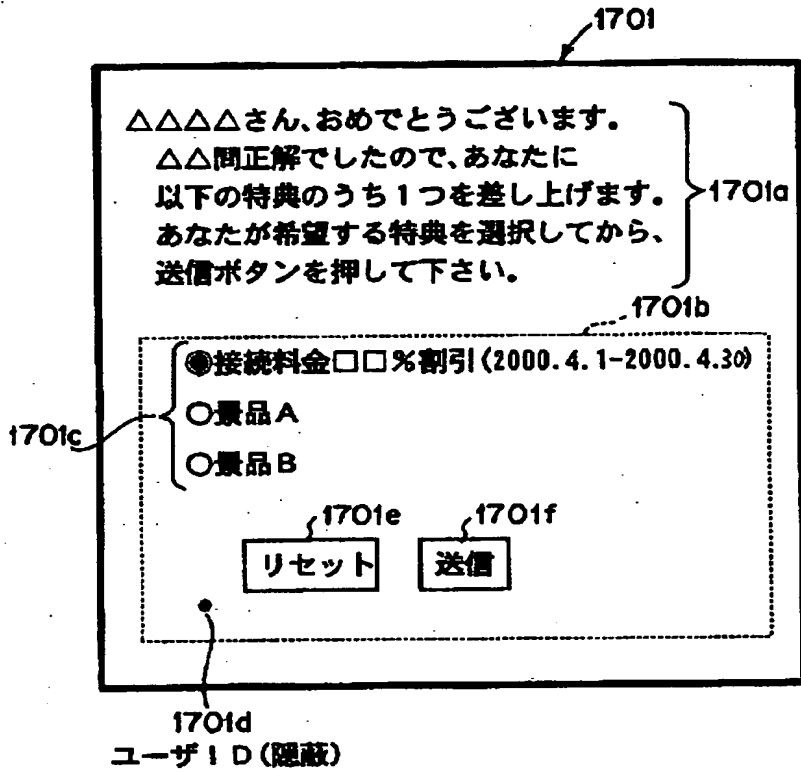 1701
△△△△さん、おめでとうございます。
△△問正解でしたので、あなたに
以下の特典のうち1つを差し上げます。
あなたが希望する特典を選択してから、
送信ボタンを押して下さい。
1701a
1701b
◉接続料金□□%割引(2000.4.1-2000.4.30)
○景品A
○景品B
1701c
1701e
1701f
リセット
送信
1701d
ユーザID(隠蔽)